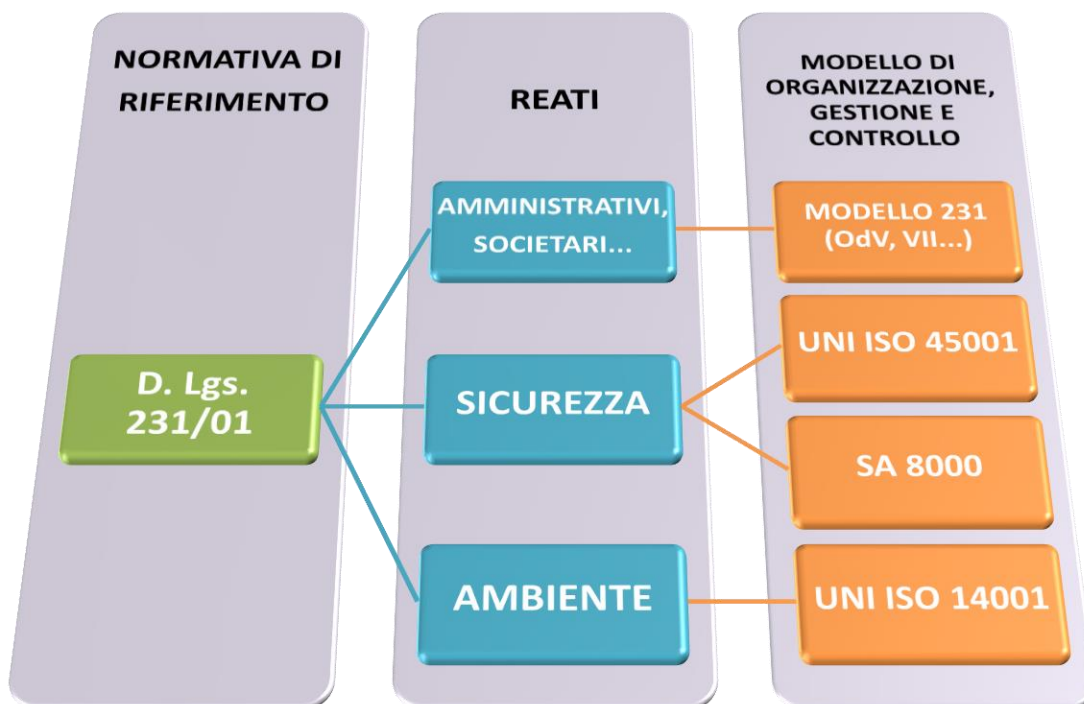 NORMATIVA DI
RIFERIMENTO
D. Lgs.
231/01
REATI
AMMINISTRATIVI,
SOCIETARI...
SICUREZZA
AMBIENTE
MODELLO DI
ORGANIZZAZIONE,
GESTIONE E
CONTROLLO
MODELLO 231
(OdV, VII...)
UNI ISO 45001
SA 8000
UNI ISO 14001